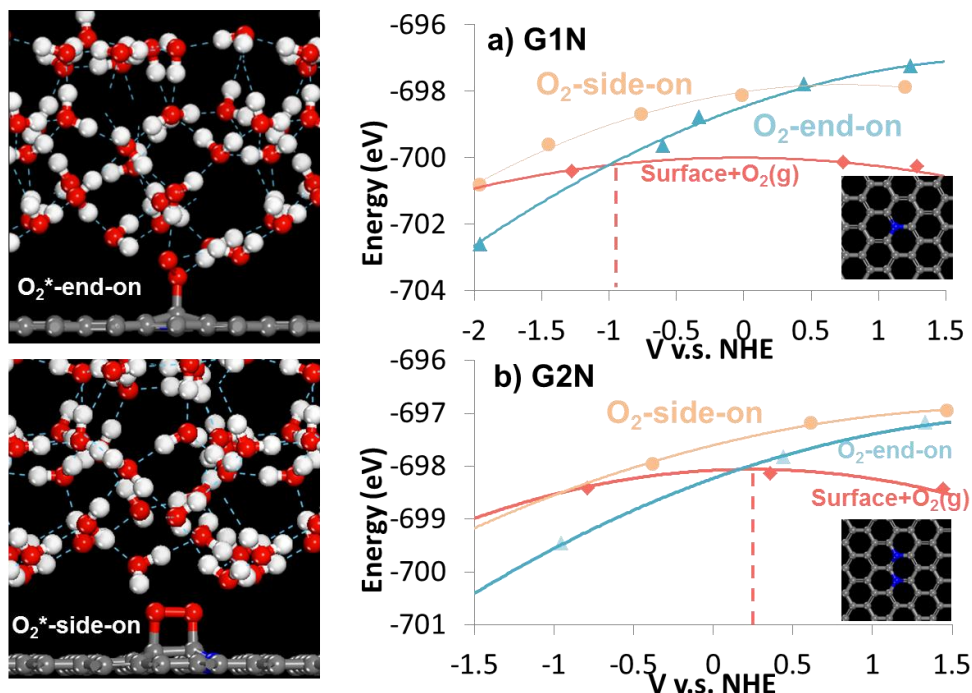 O2*-end-on
O2*-side-on
a) G1N
O2-side-on
O2-end-on
Surface+O2(g)
Energy (eV)
-696
-698
-700
-702
-704
-2
-1.5
-1
-0.5
0
0.5
1
1.5
V v.s. NHE
b) G2N
O2-side-on
O2-end-on
Surface+O2(g)
Energy (eV)
-696
-697
-698
-699
-700
-701
-1.5
-1
-0.5
0
0.5
1
1.5
V v.s. NHE